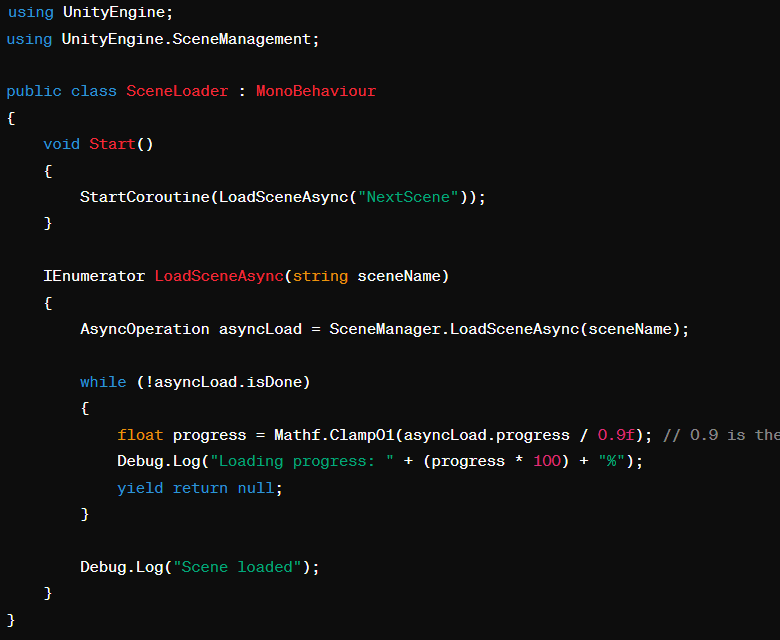 using UnityEngine;
using UnityEngine.SceneManagement;
public class SceneLoader : MonoBehaviour
{
void Start()
{
StartCoroutine(LoadSceneAsync("NextScene"));
}
IEnumerator LoadSceneAsync(string sceneName)
{
AsyncOperation asyncLoad = SceneManager.LoadSceneAsync(sceneName);
while (!asyncLoad.isDone)
{
float progress = Mathf.Clamp01(asyncLoad.progress / 0.9f); // 0.9 is the
Debug.Log("Loading progress: " + (progress * 100) + "%");
yield return null;
}
Debug.Log("Scene loaded");
}
}